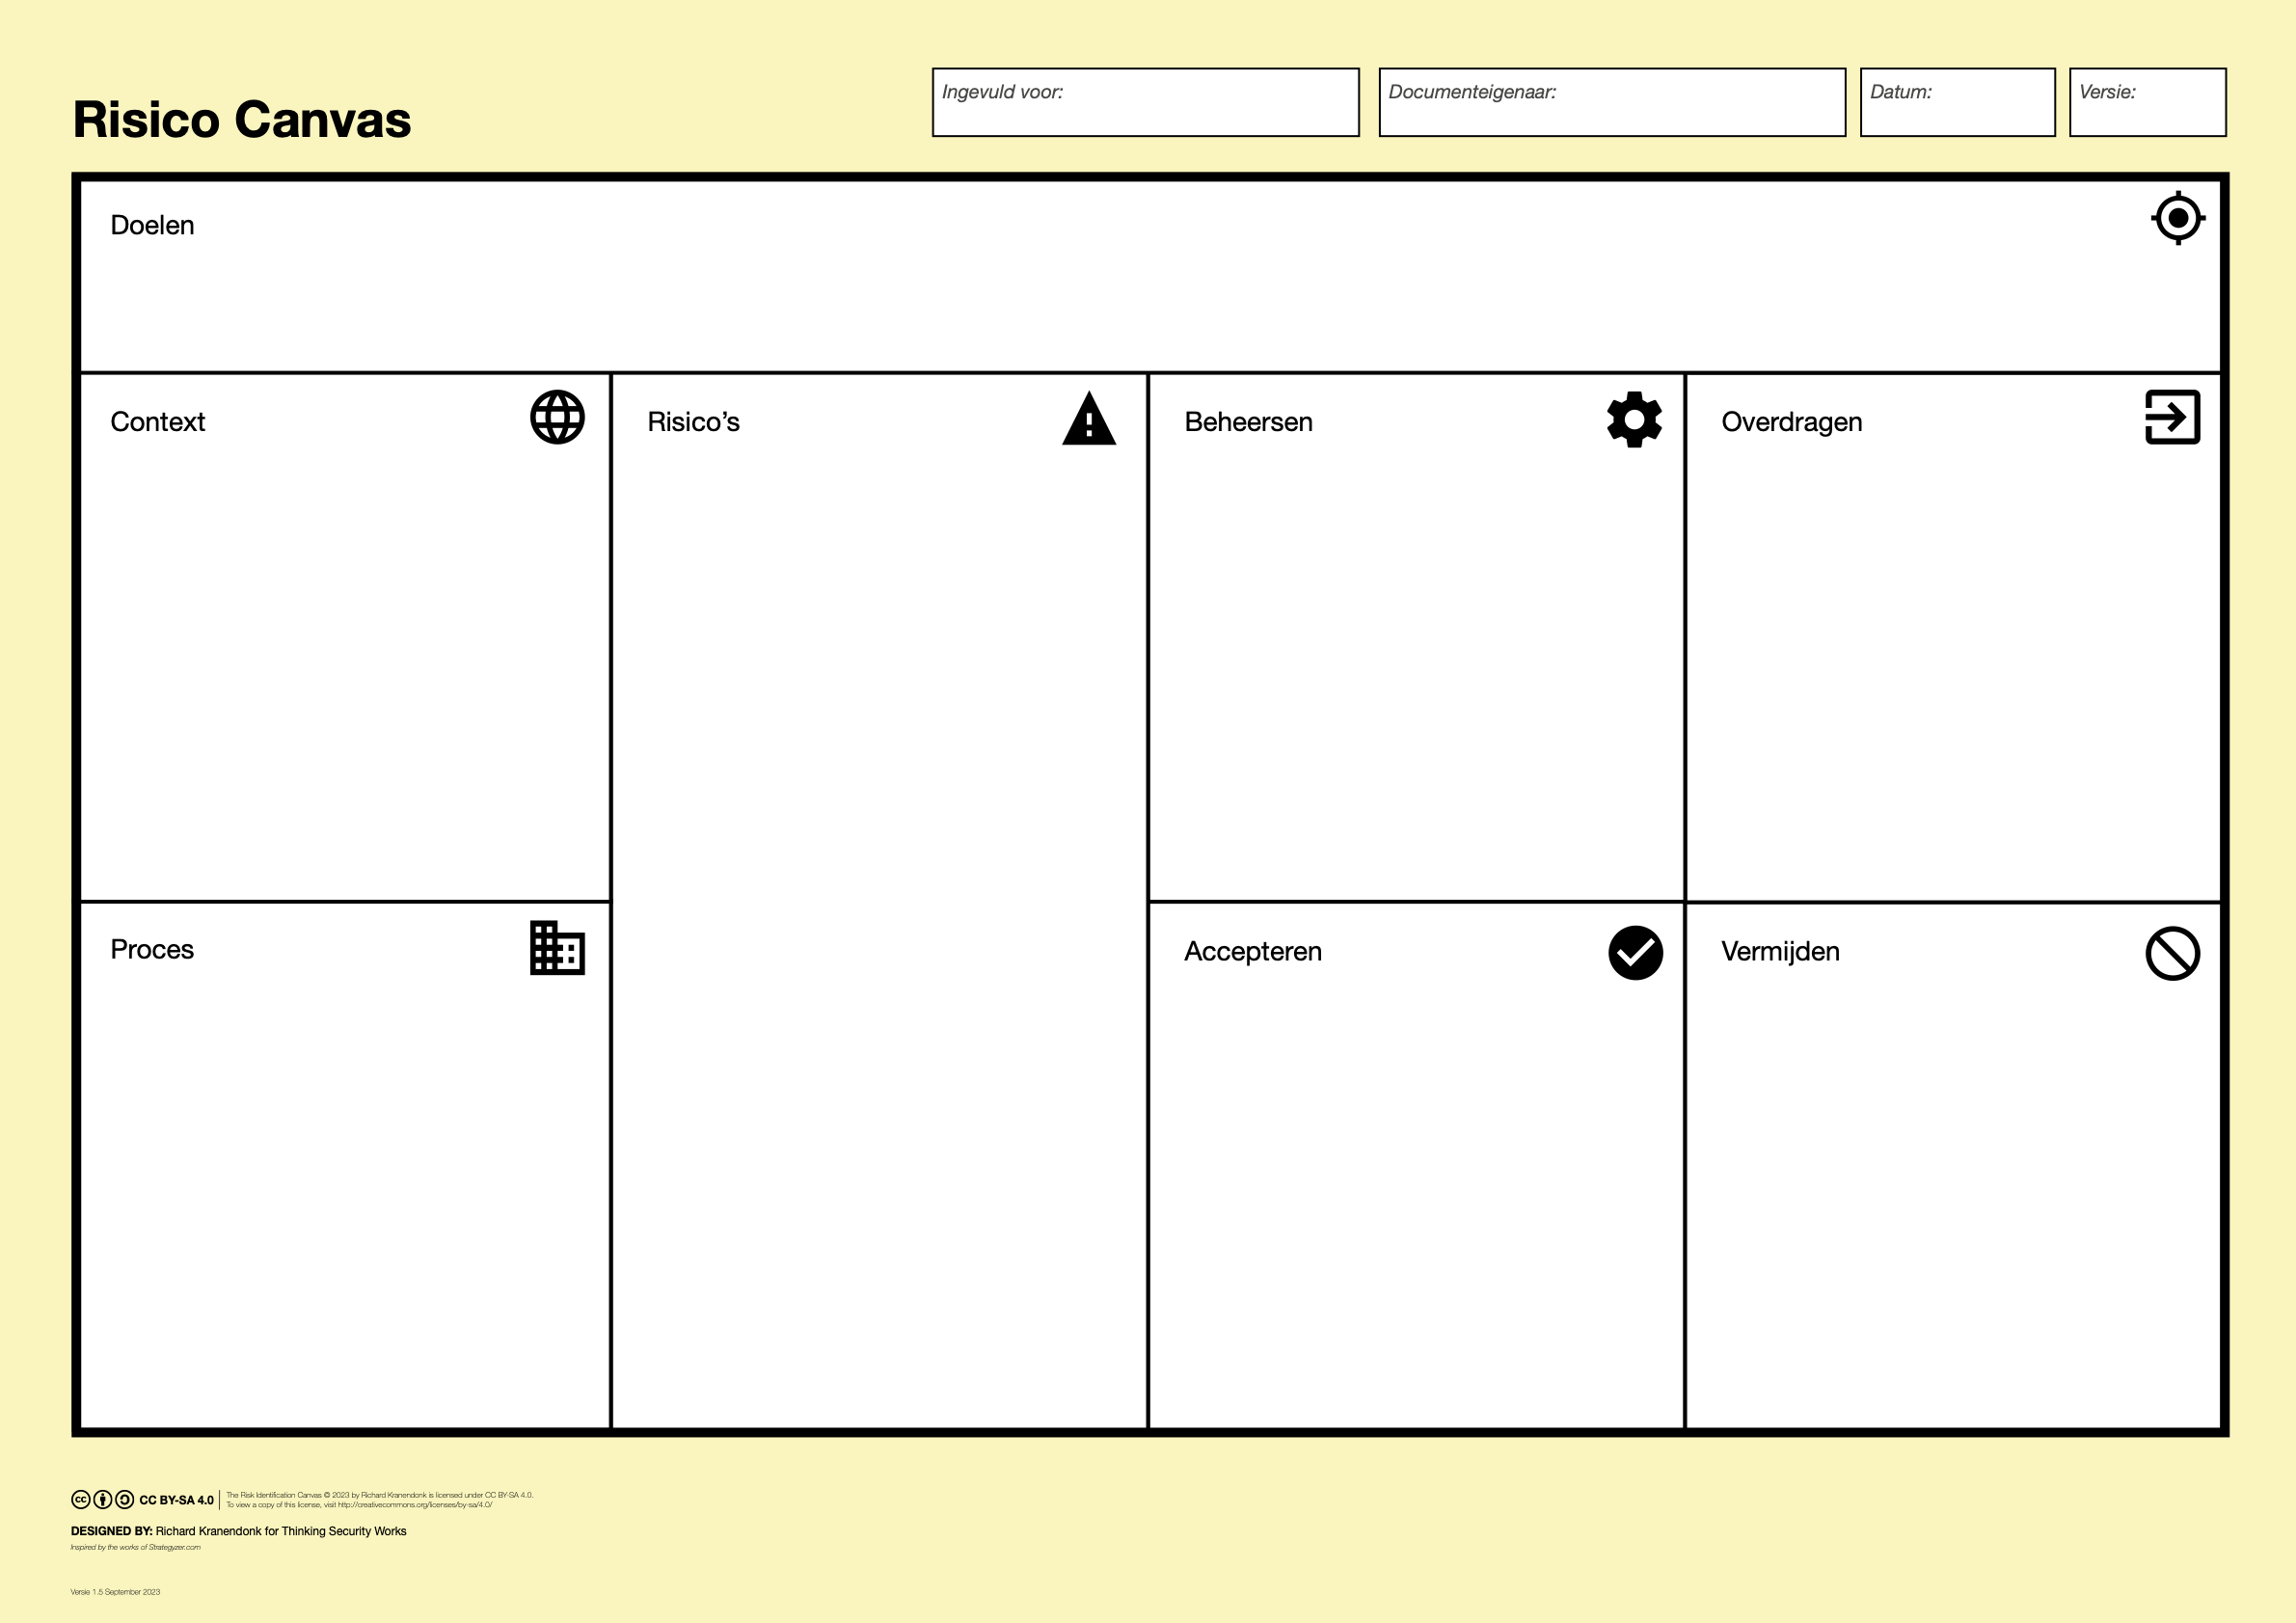 Risico Canvas
Ingevuld voor:
Documenteigenaar:
Datum:
Versie:
Doelen
Context
Risico’s
Beheersen
Overdragen
Proces
Accepteren
Vermijden
CC BY-SA 4.0
The Risk Identification Canvas © 2023 by Richard Kranendonk is licensed under CC BY-SA 4.0.
To view a copy of this license, visit http://creativecommons.org/licenses/by-sa/4.0/
DESIGNED BY: Richard Kranendonk for Thinking Security Works
Inspired by the works of Strategyzer.com
Versie 1.5 September 2023